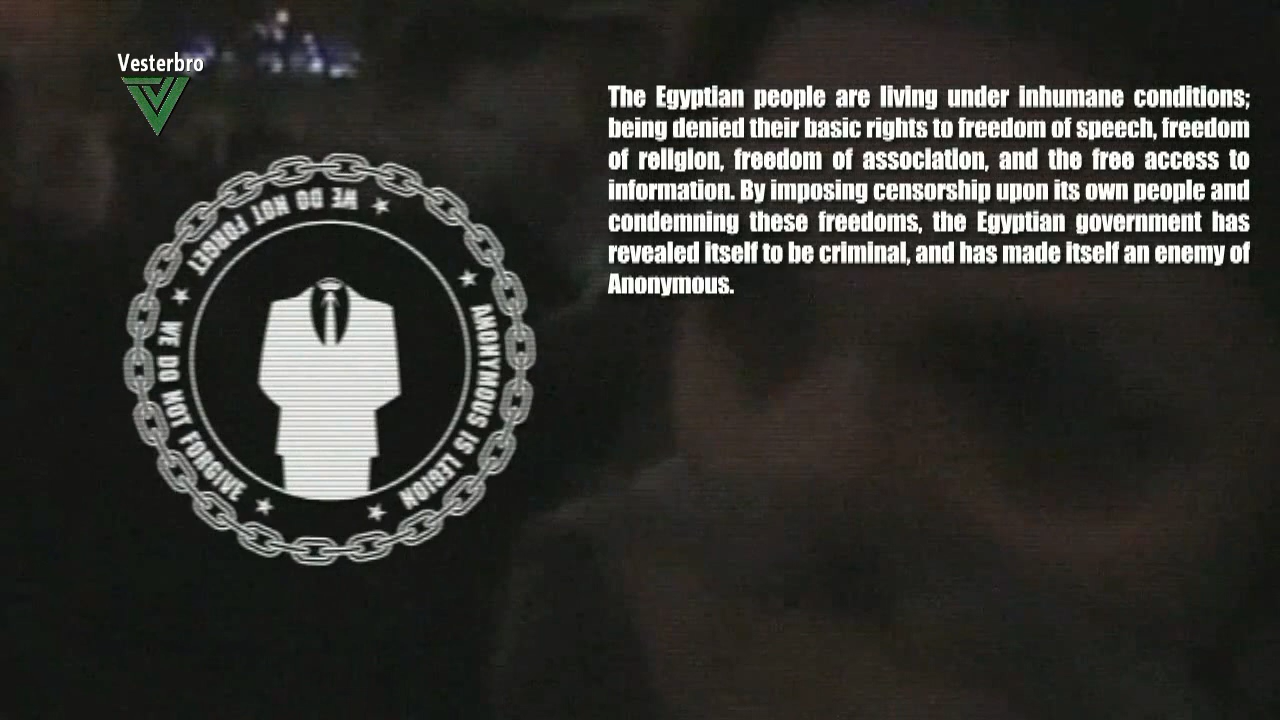 Vesterbro
The Egyptian people are living under inhumane conditions;
being denied their basic rights to freedom of speech, freedom
of religion, freedom of association, and the free access to
information. By imposing censorship upon its own people and
condemning these freedoms, the Egyptian government has
revealed itself to be criminal, and has made itself an enemy of
Anonymous.
WE DO NOT FORGIVE
WE DO NOT FORGET
ANONYMOUS IS LEGION